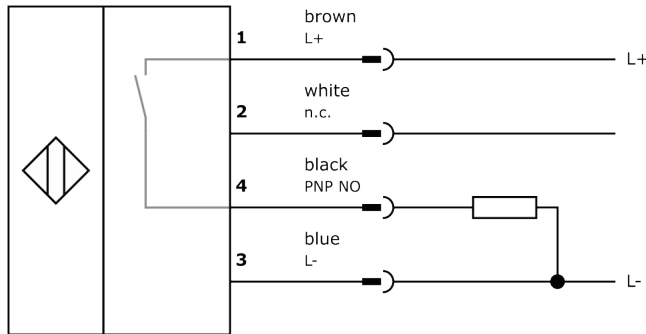 brown
1
L+
L+
white
2
n.c.
black
4
PNP NO
blue
3
L-
L-